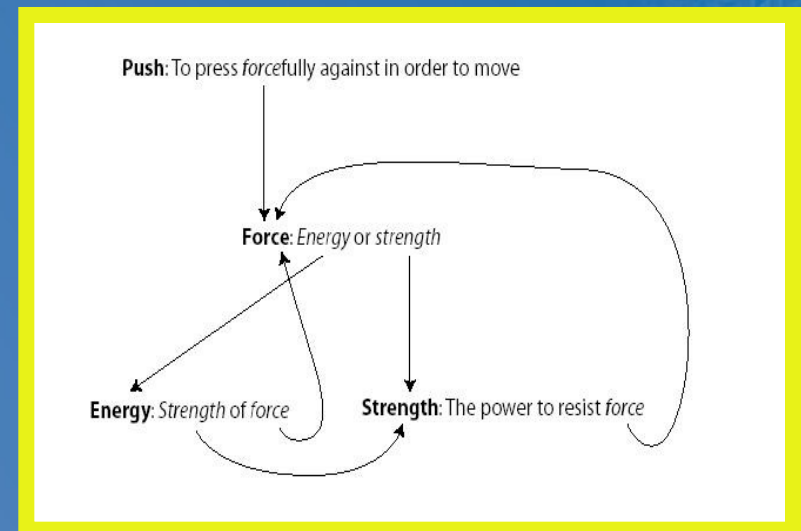 Push: To press forcefully against in order to move
Force: Energy or strength
Energy: Strength of force
Strength: The power to resist force